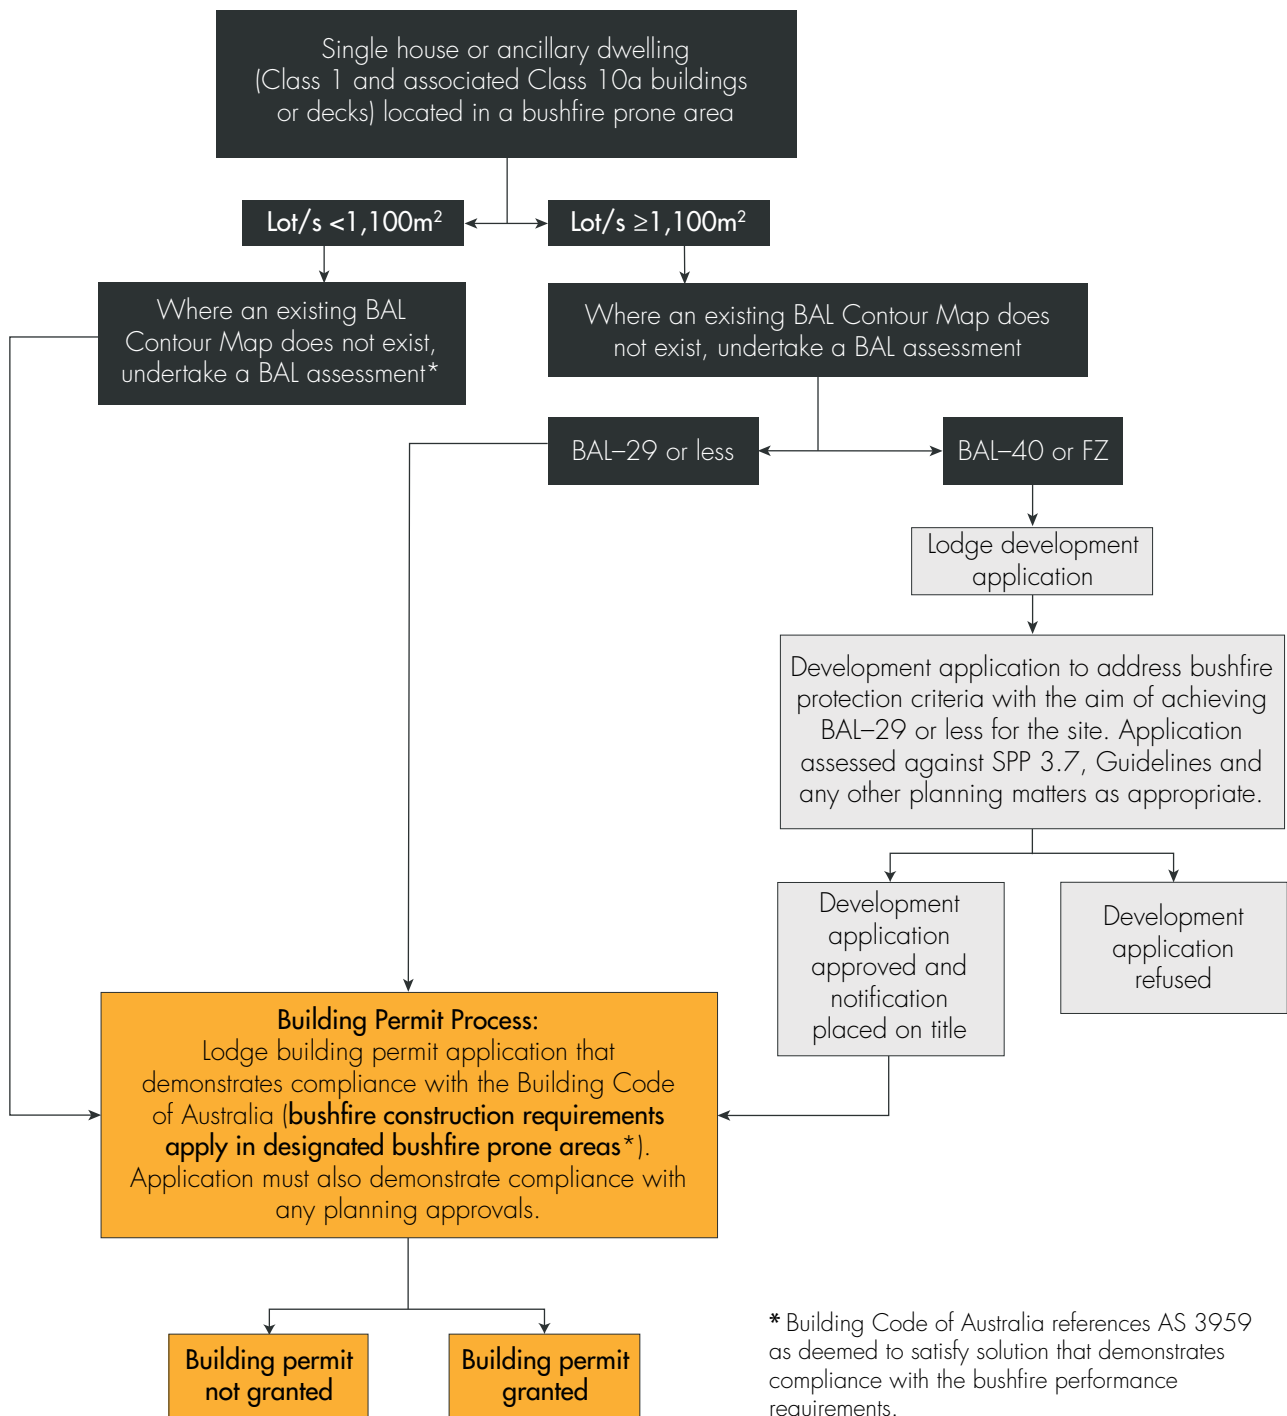 Single house or ancillary dwelling
(Class 1 and associated Class 10a buildings
or decks) located in a bushfire prone area
Lot/s <1,100m²
Lot/s ≥1,100m²
Where an existing BAL
Contour Map does not exist,
undertake a BAL assessment*
Where an existing BAL Contour Map does
not exist, undertake a BAL assessment
BAL–29 or less
BAL–40 or FZ
Lodge development
application
Development application to address bushfire
protection criteria with the aim of achieving
BAL–29 or less for the site. Application
assessed against SPP 3.7, Guidelines and
any other planning matters as appropriate.
Development
application
approved and
notification
placed on title
Development
application
refused
Building Permit Process:
Lodge building permit application that
demonstrates compliance with the Building Code
of Australia (bushfire construction requirements
apply in designated bushfire prone areas*).
Application must also demonstrate compliance with
any planning approvals.
Building permit
not granted
Building permit
granted
* Building Code of Australia references AS 3959
as deemed to satisfy solution that demonstrates
compliance with the bushfire performance
requirements.